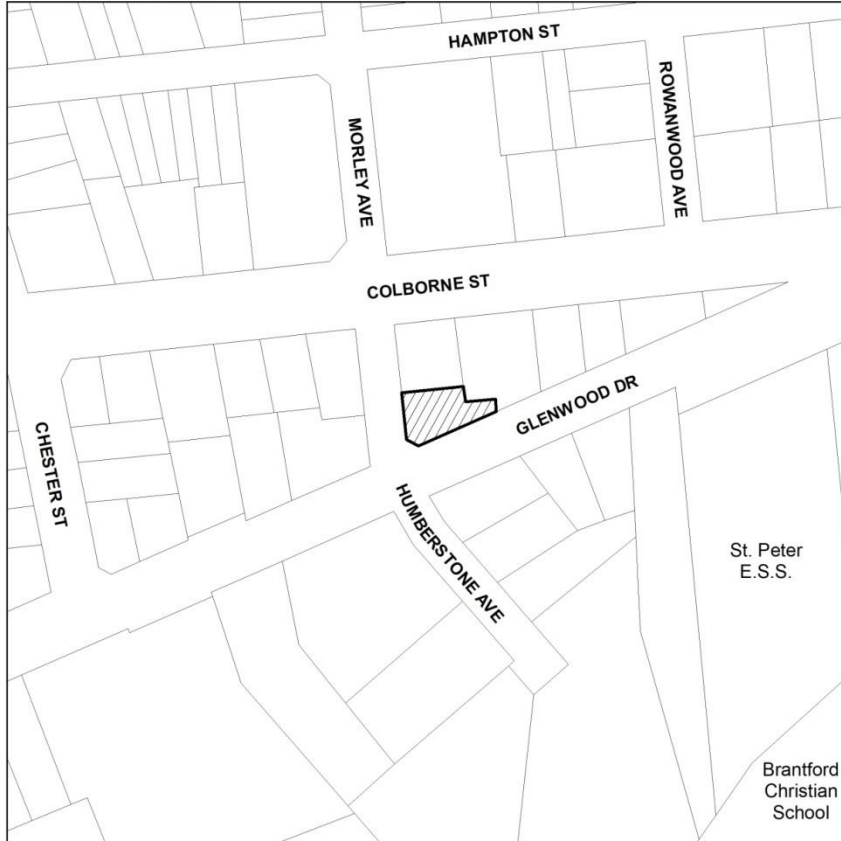 HAMPTON ST
ROWANWOOD AVE
MORLEY AVE
COLBORNE ST
GLENWOOD DR
CHESTER ST
HUMBERSTONE AVE
St. Peter
E.S.S.
Brantford
Christian
School